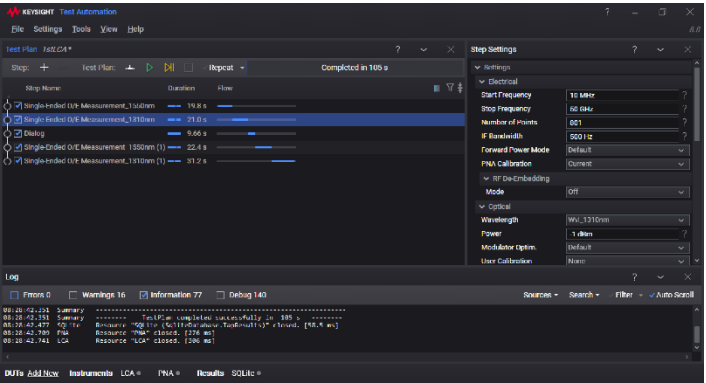 KEYSIGHT Test Automation
File Settings Tools View Help
Test Plan 1stLCA*
Step: Test Plan: Repeat Completed in 105 s
Step Name Duration Flow
Single-Ended O/E Measurement_1550nm 19.8 s
Single-Ended O/E Measurement_1310nm 21.0 s
Dialog 9.66 s
Single-Ended O/E Measurement_1550nm (1) 22.4 s
Single-Ended O/E Measurement_1310nm (1) 31.2 s
Step Settings
Settings
Electrical
Start Frequency 10 MHz
Stop Frequency 60 GHz
Number of Points 801
IF Bandwidth 500 Hz
Forward Power Mode Default
PNA Calibration Current
RF De-Embedding
Mode Off
Optical
Wavelength Wvl_1310nm
Power -1 dBm
Modulator Optim. Default
User Calibration None
Log
Errors 0 Warnings 16 Information 77 Debug 140 Sources Search Filter Auto Scroll
08:28:42.351 Summary
08:28:42.351 Summary -------- TestPlan completed successfully in 105 s --------
08:28:42.477 SQLite Resource "SQLite (SqliteDatabase.TapResults)" closed. [58.5 ms]
08:28:42.709 PNA Resource "PNA" closed. [276 ms]
08:28:42.741 LCA Resource "LCA" closed. [306 ms]
DUTs Add New Instruments LCA PNA Results SQLite